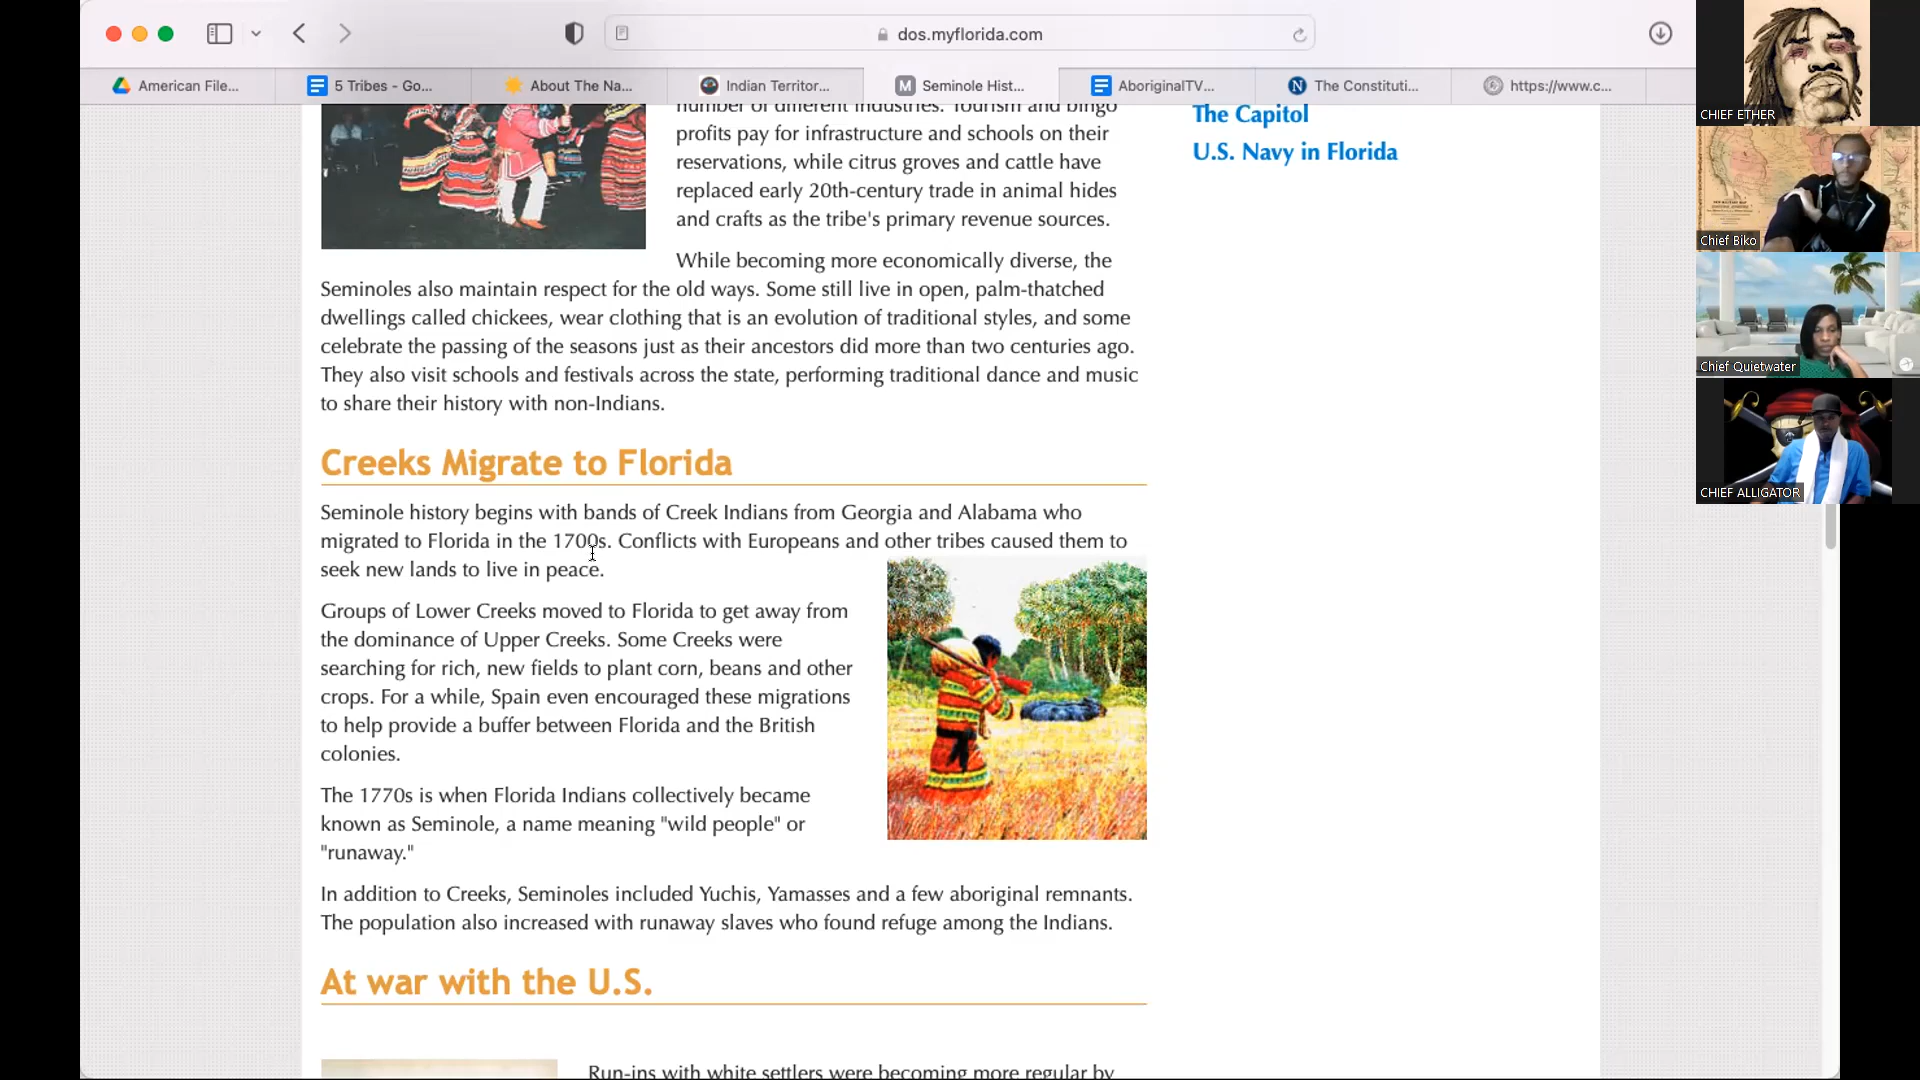 dos.myflorida.com
American File...
5 Tribes - Go...
About The Na...
Indian Territor...
Seminole Hist...
AboriginalTV...
The Constituti...
https://www.c...
number of different industries. Tourism and bingo
profits pay for infrastructure and schools on their
reservations, while citrus groves and cattle have
replaced early 20th-century trade in animal hides
and crafts as the tribe's primary revenue sources.
While becoming more economically diverse, the
Seminoles also maintain respect for the old ways. Some still live in open, palm-thatched
dwellings called chickees, wear clothing that is an evolution of traditional styles, and some
celebrate the passing of the seasons just as their ancestors did more than two centuries ago.
They also visit schools and festivals across the state, performing traditional dance and music
to share their history with non-Indians.
Creeks Migrate to Florida
Seminole history begins with bands of Creek Indians from Georgia and Alabama who
migrated to Florida in the 1700s. Conflicts with Europeans and other tribes caused them to
seek new lands to live in peace.
Groups of Lower Creeks moved to Florida to get away from
the dominance of Upper Creeks. Some Creeks were
searching for rich, new fields to plant corn, beans and other
crops. For a while, Spain even encouraged these migrations
to help provide a buffer between Florida and the British
colonies.
The 1770s is when Florida Indians collectively became
known as Seminole, a name meaning "wild people" or
"runaway."
In addition to Creeks, Seminoles included Yuchis, Yamasses and a few aboriginal remnants.
The population also increased with runaway slaves who found refuge among the Indians.
At war with the U.S.
Run-ins with white settlers were becoming more regular by
The Capitol
U.S. Navy in Florida
CHIEF ETHER
Chief Biko
Chief Quietwater
CHIEF ALLIGATOR